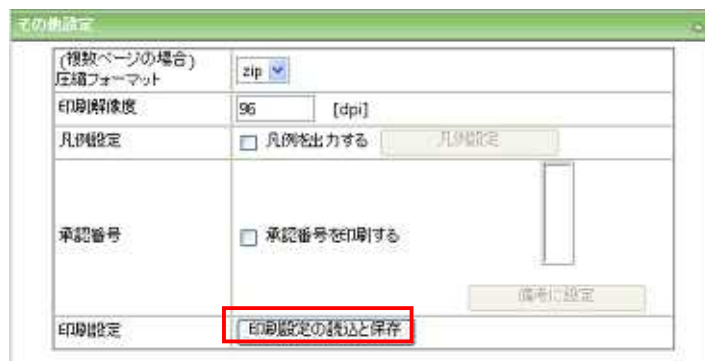 その他設定
(複数ページの場合)
圧縮フォーマット
zip
印刷解像度
96 [dpi]
凡例設定
凡例を出力する 凡例設定
承認番号
承認番号を印刷する
備考に設定
印刷設定
印刷設定の読込と保存